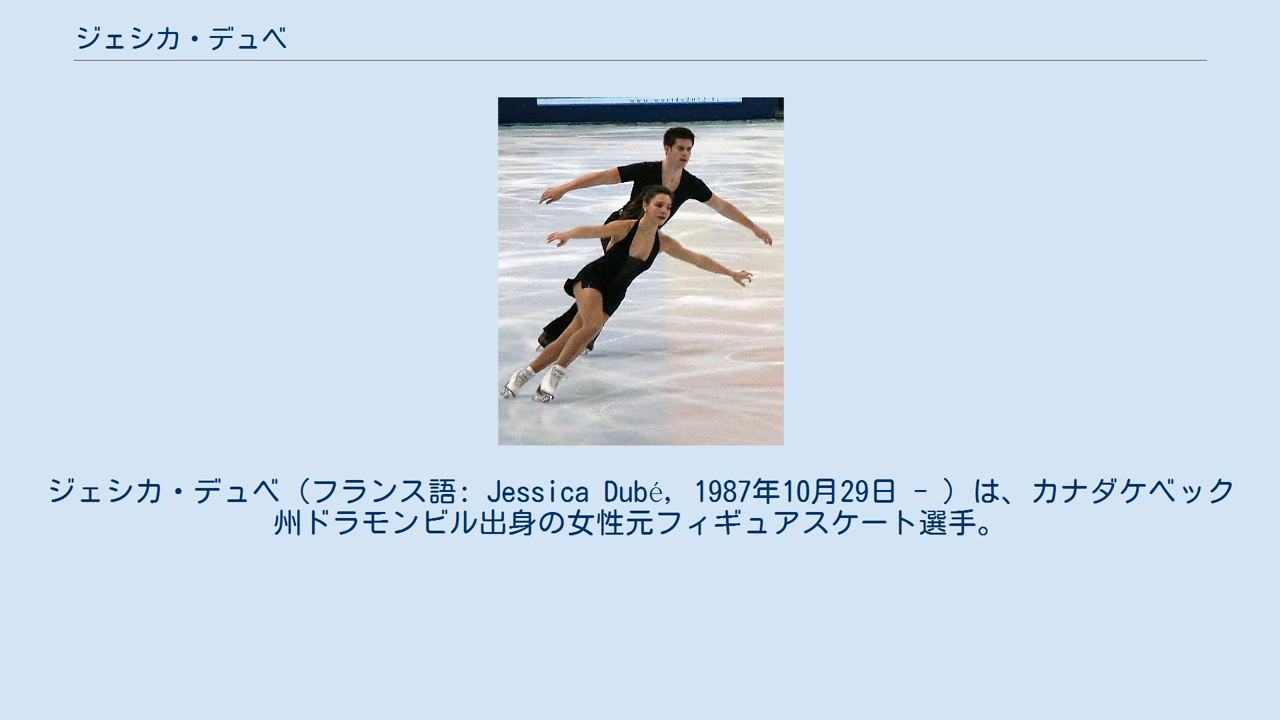 ジェシカ・デュベ
ジェシカ・デュベ（フランス語: Jessica Dubé, 1987年10月29日 - ）は、カナダケベック
州ドラモンビル出身の女性元フィギュアスケート選手。